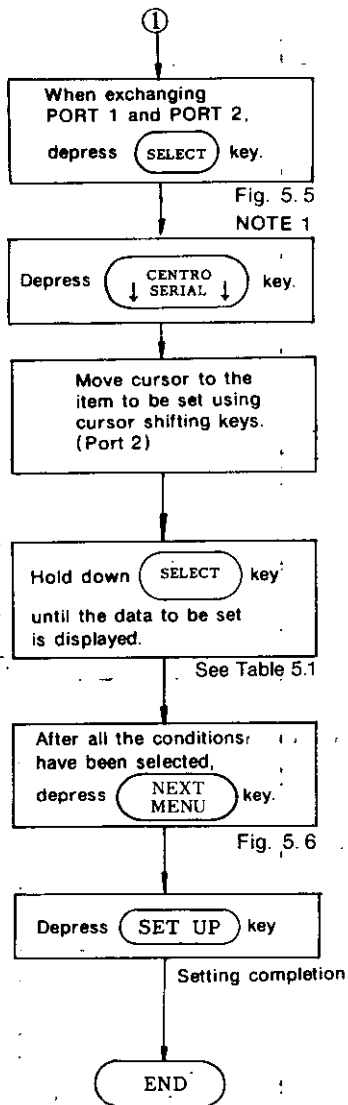 ①
When exchanging
PORT 1 and PORT 2,
depress SELECT key.
Fig. 5.5
NOTE 1
Depress ↓ CENTRO SERIAL ↓ key.
Move cursor to the
item to be set using
cursor shifting keys.
(Port 2)
Hold down SELECT key
until the data to be set
is displayed.
See Table 5.1
After all the conditions
have been selected,
depress NEXT MENU key.
Fig. 5.6
Depress SET UP key
Setting completion
END